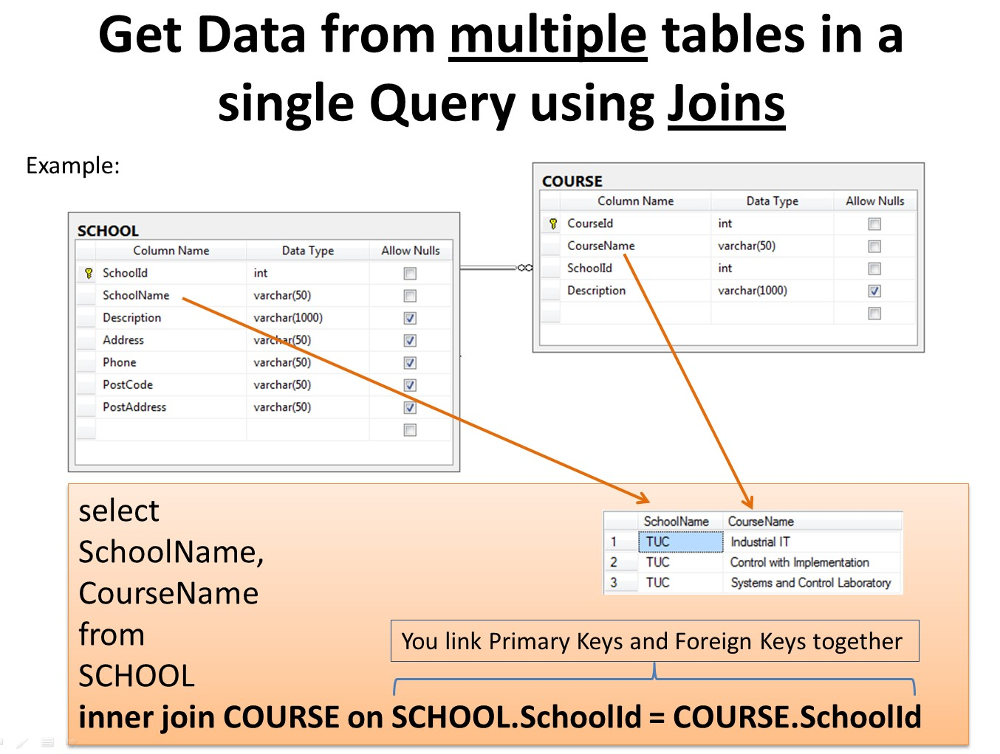 Get Data from multiple tables in a
single Query using Joins
Example:
SCHOOL
Column Name Data Type Allow Nulls
SchoolId int
SchoolName varchar(50)
Description varchar(1000)
Address varchar(50)
Phone varchar(50)
PostCode varchar(50)
PostAddress varchar(50)
COURSE
Column Name Data Type Allow Nulls
CourseId int
CourseName varchar(50)
SchoolId int
Description varchar(1000)
select
SchoolName,
CourseName
from
SCHOOL
inner join COURSE on SCHOOL.SchoolId = COURSE.SchoolId
SchoolName CourseName
1 TUC Industrial IT
2 TUC Control with Implementation
3 TUC Systems and Control Laboratory
You link Primary Keys and Foreign Keys together